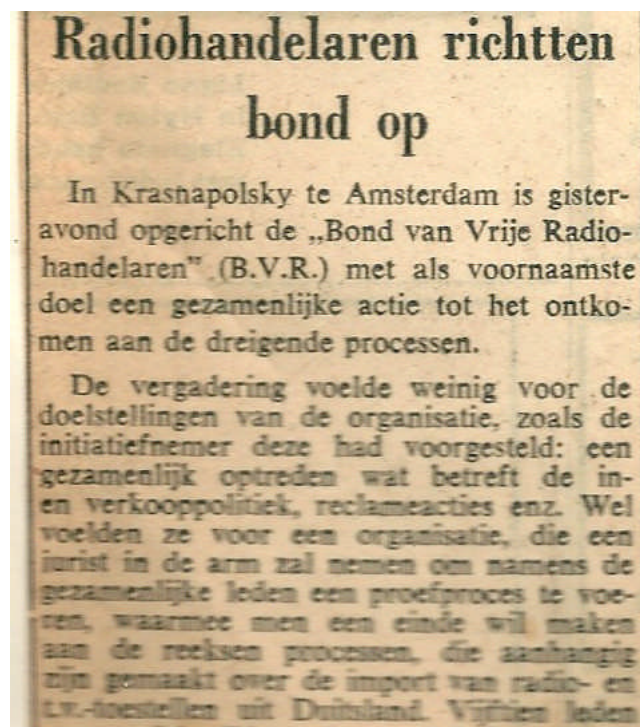 Radiohandelaren richtten
bond op
In Krasnapolsky te Amsterdam is gister-
avond opgericht de „Bond van Vrije Radio-
handelaren” (B.V.R.) met als voornaamste
doel een gezamenlijke actie tot het ontko-
men aan de dreigende processen.
De vergadering voelde weinig voor de
doelstellingen van de organisatie, zoals de
initiatiefnemer deze had voorgesteld: een
gezamenlijk optreden wat betreft de in-
en verkooppolitiek, reclameacties enz. Wel
voelden ze voor een organisatie, die een
jurist in de arm zal nemen om namens de
gezamenlijke leden een proefproces te voe-
ren, waarmee men een einde wil maken
aan de reeksen processen, die aanhangig
zijn gemaakt over de import van radio- en
t.v.-toestellen uit Duitsland. Vijftien leden